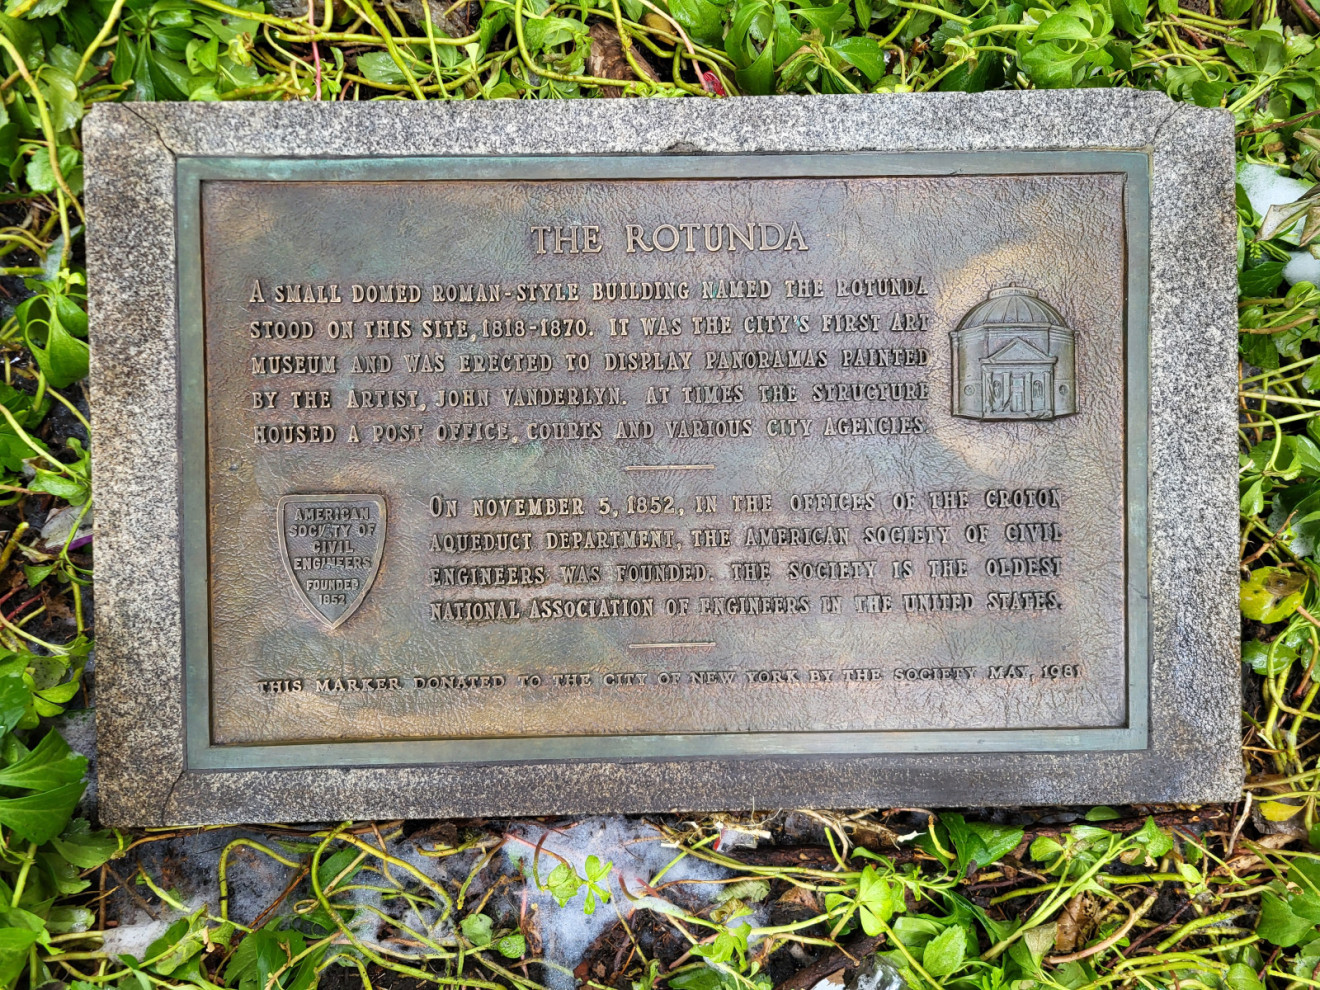 THE ROTUNDA
A SMALL DOMED ROMAN-STYLE BUILDING NAMED THE ROTUNDA
STOOD ON THIS SITE, 1818-1870. IT WAS THE CITY'S FIRST ART
MUSEUM AND WAS ERECTED TO DISPLAY PANORAMAS PAINTED
BY THE ARTIST, JOHN VANDERLYN. AT TIMES THE STRUCTURE
HOUSED A POST OFFICE, COURTS AND VARIOUS CITY AGENCIES.
AMERICAN
SOCIETY OF
CIVIL
ENGINEERS
FOUNDED
1852
ON NOVEMBER 5, 1852, IN THE OFFICES OF THE CROTON
AQUEDUCT DEPARTMENT, THE AMERICAN SOCIETY OF CIVIL
ENGINEERS WAS FOUNDED. THE SOCIETY IS THE OLDEST
NATIONAL ASSOCIATION OF ENGINEERS IN THE UNITED STATES.
THIS MARKER DONATED TO THE CITY OF NEW YORK BY THE SOCIETY MAY, 1981